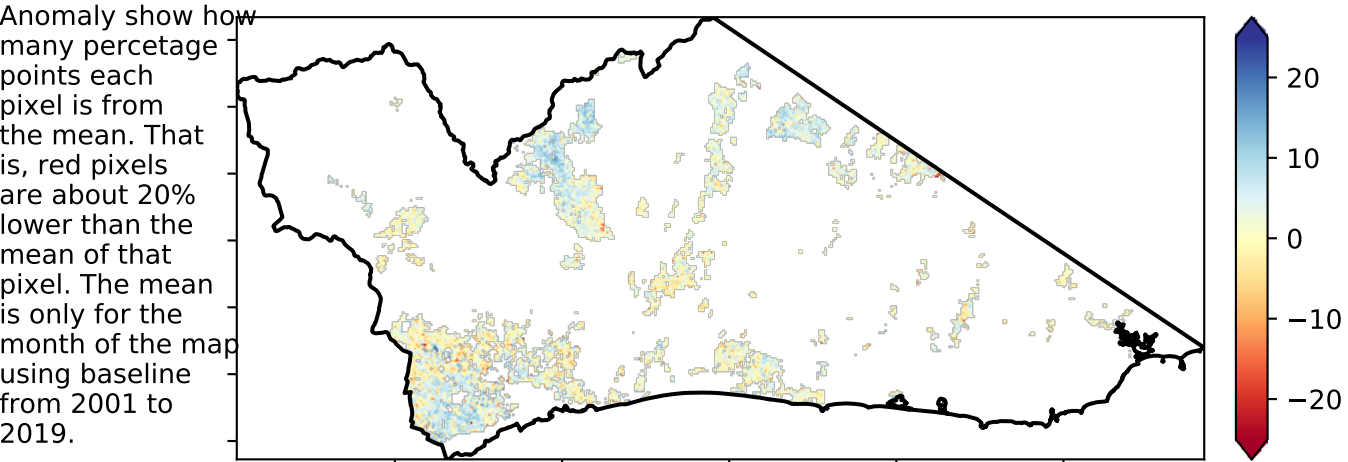 Anomaly show how
many percetage
points each
pixel is from
the mean. That
is, red pixels
are about 20%
lower than the
mean of that
pixel. The mean
is only for the
month of the map
using baseline
from 2001 to
2019.
20
10
0
−10
−20